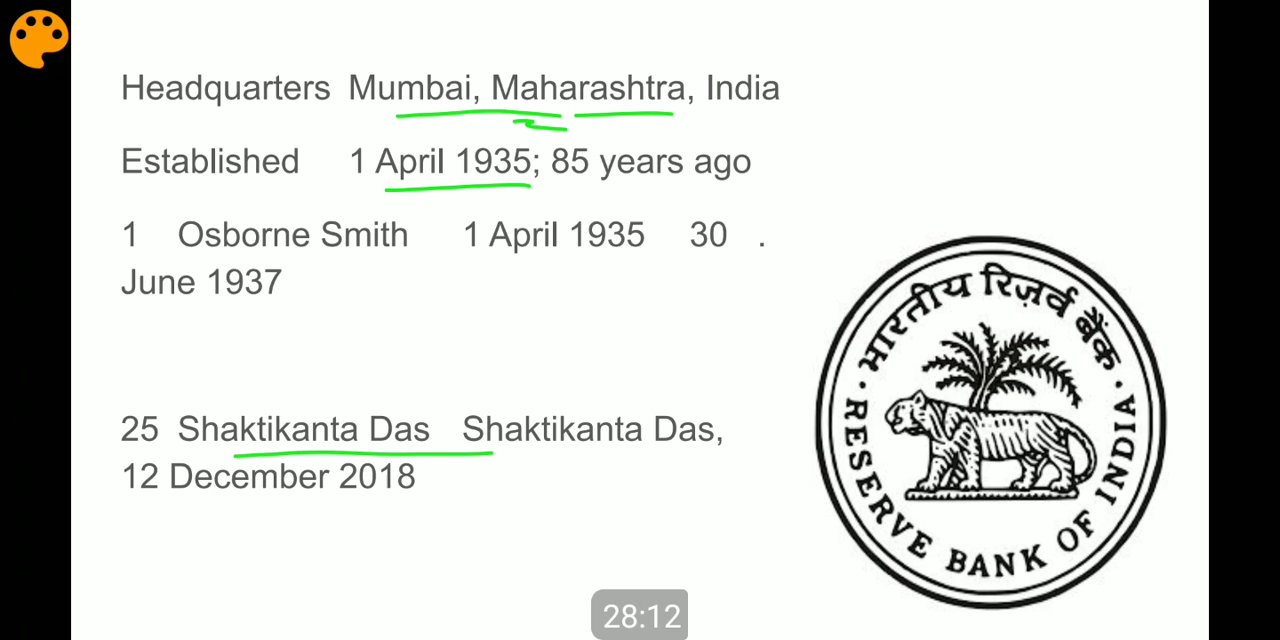 Headquarters Mumbai, Maharashtra, India
Established 1 April 1935; 85 years ago
1 Osborne Smith 1 April 1935 30 .
June 1937
25 Shaktikanta Das Shaktikanta Das,
12 December 2018
भारतीय रिज़र्व बैंक
RESERVE BANK OF INDIA
28:12